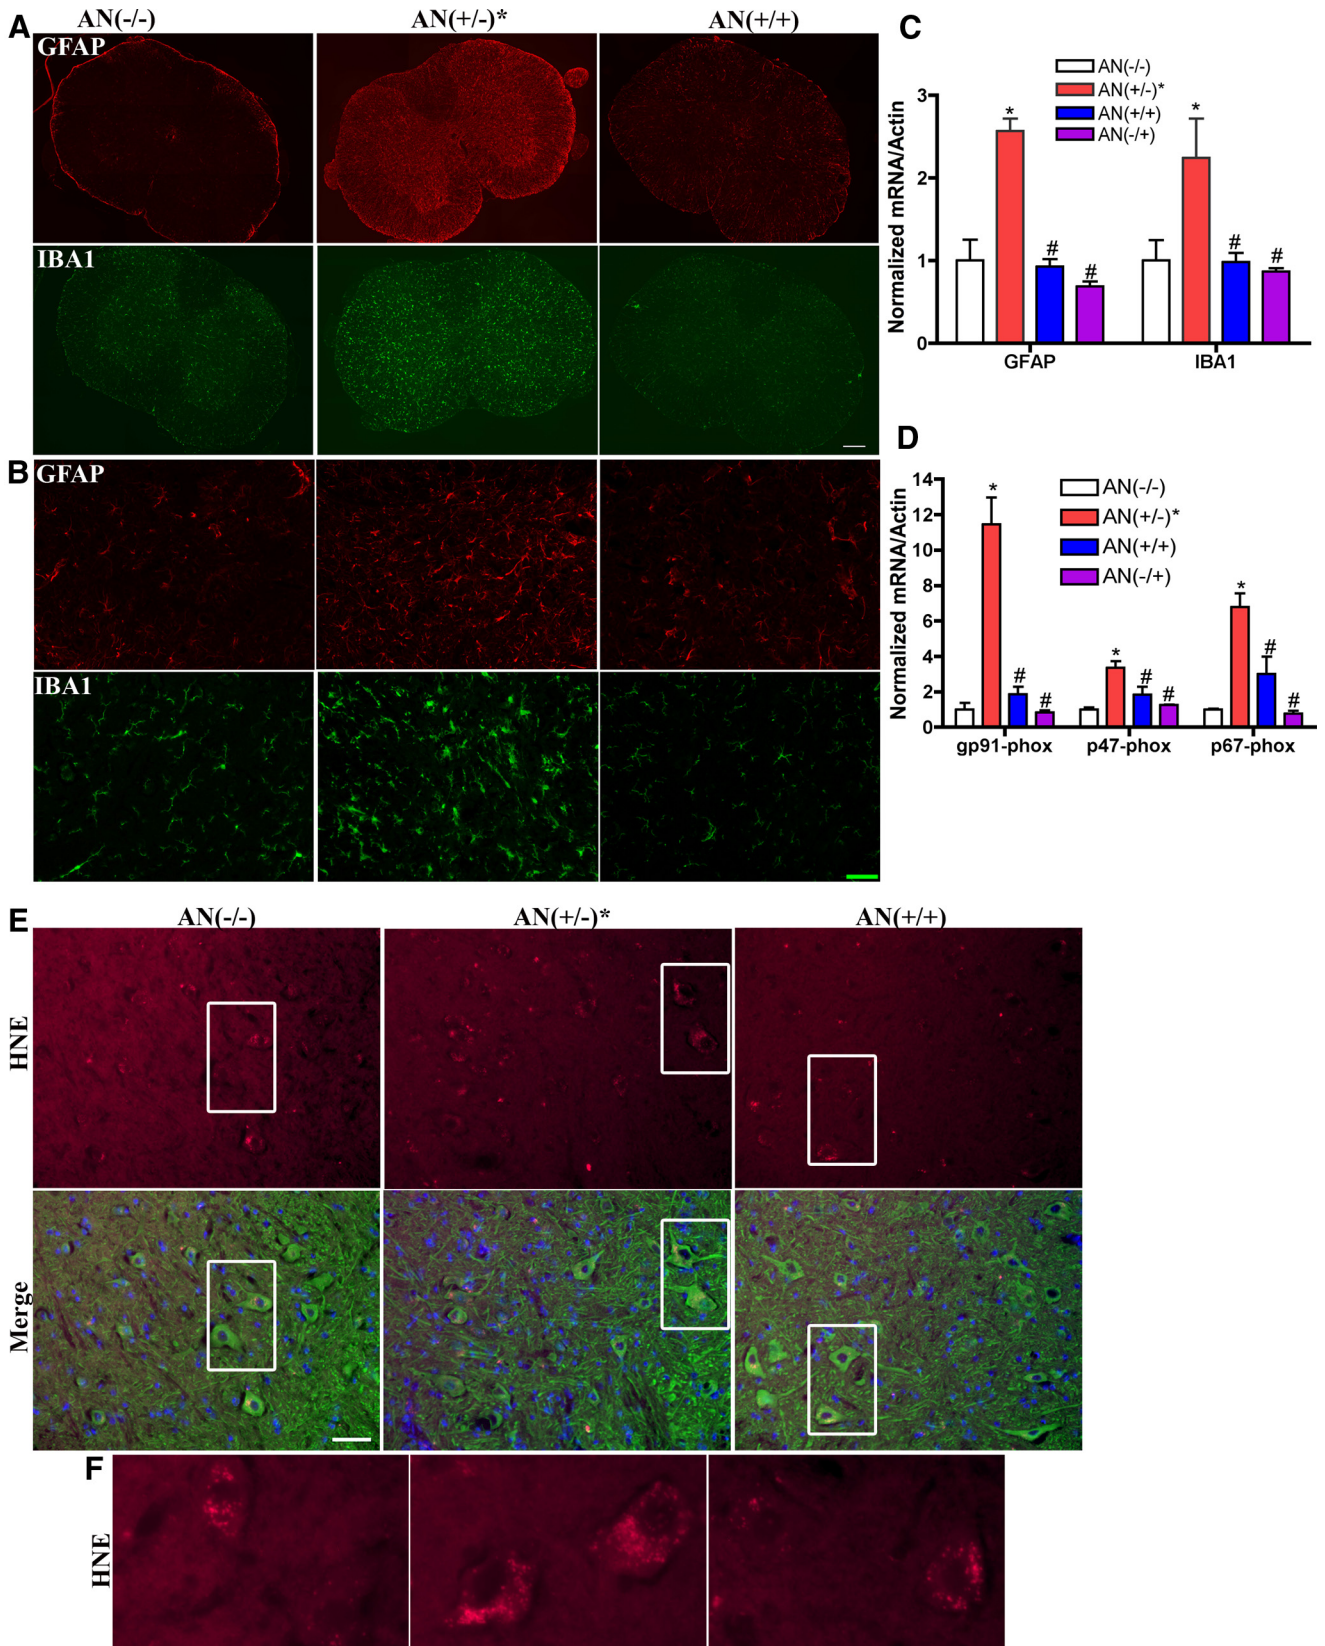 A
AN(-/-)
AN(+/-)*
AN(+/+)
GFAP
IBA1
B
GFAP
IBA1
C
AN(-/-)
AN(+/-)*
AN(+/+)
AN(-/+)
Normalized mRNA/Actin
3
2
1
0
* # #
* # #
GFAP
IBA1
D
AN(-/-)
AN(+/-)*
AN(+/+)
AN(-/+)
Normalized mRNA/Actin
14
12
10
8
6
4
2
0
* # #
* # #
* # #
gp91-phox
p47-phox
p67-phox
E
AN(-/-)
AN(+/-)*
AN(+/+)
HNE
Merge
F
HNE